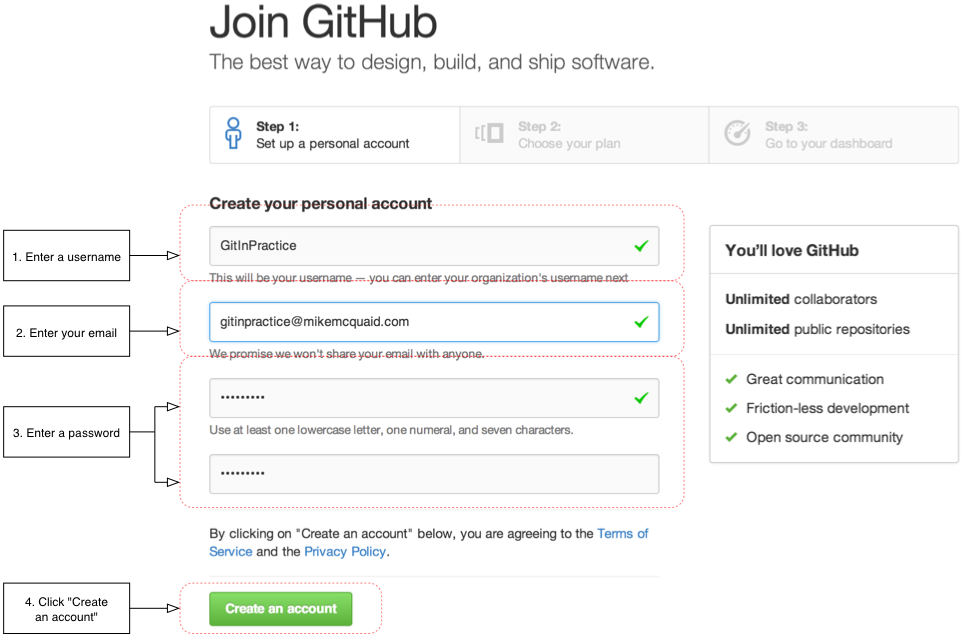 Join GitHub
The best way to design, build, and ship software.
Step 1:
Set up a personal account
Step 2:
Choose your plan
Step 3:
Go to your dashboard
Create your personal account
1. Enter a username
GitInPractice
This will be your username — you can enter your organization's username next
2. Enter your email
gitinpractice@mikemcquaid.com
We promise we won't share your email with anyone.
3. Enter a password
•••••••••
Use at least one lowercase letter, one numeral, and seven characters.
•••••••••
By clicking on "Create an account" below, you are agreeing to the Terms of
Service and the Privacy Policy.
4. Click "Create
an account"
Create an account
You'll love GitHub
Unlimited collaborators
Unlimited public repositories
Great communication
Friction-less development
Open source community